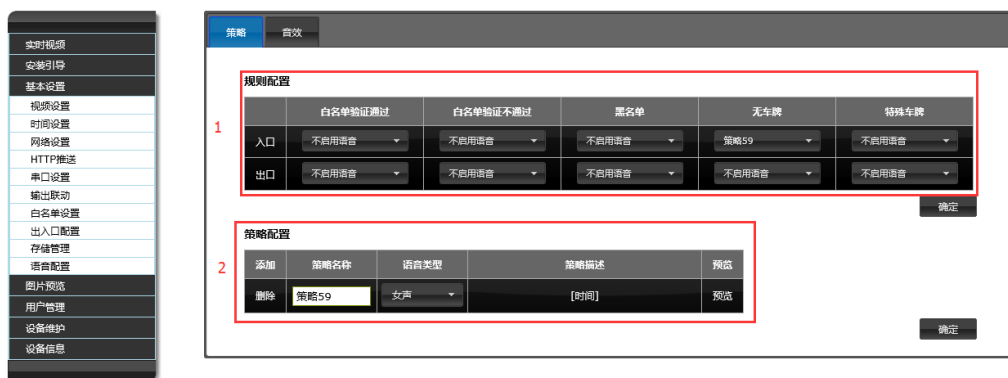 实时视频
安装引导
基本设置
视频设置
时间设置
网络设置
HTTP推送
串口设置
输出联动
白名单设置
出入口配置
存储管理
语音配置
图片预览
用户管理
设备维护
设备信息
策略 音效
1
规则配置
白名单验证通过 白名单验证不通过 黑名单 无车牌 特殊车牌
入口 不启用语音 不启用语音 不启用语音 策略59 不启用语音
出口 不启用语音 不启用语音 不启用语音 不启用语音 不启用语音
确定
2
策略配置
添加 策略名称 语音类型 策略描述 预览
删除 策略59 女声 [时间] 预览
确定